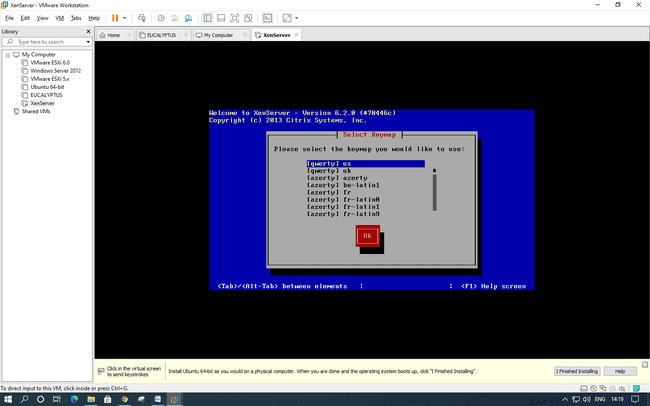 XenServer - VMware Workstation
File Edit View VM Tabs Help
Library
Type here to search
My Computer
VMware ESXi 6.0
Windows Server 2012
VMware ESXi 5.x
Ubuntu 64-bit
EUCALYPTUS
XenServer
Shared VMs
Home EUCALYPTUS My Computer XenServer
Welcome to XenServer - Version 6.2.0 (#70446c)
Copyright (c) 2013 Citrix Systems, Inc.
Select Keymap
Please select the keymap you would like to use:
[qwerty] us
[qwerty] uk
[azerty] azerty
[azerty] be-latin1
[azerty] fr
[azerty] fr-latin0
[azerty] fr-latin1
[azerty] fr-latin9
Ok
<Tab>/<Alt-Tab> between elements | | <F1> Help screen
Click in the virtual screen
to send keystrokes
Install Ubuntu 64-bit as you would on a physical computer. When you are done and the operating system boots up, click "I Finished Installing".
I Finished Installing
Help
To direct input to this VM, click inside or press Ctrl+G.
ENG 14:19